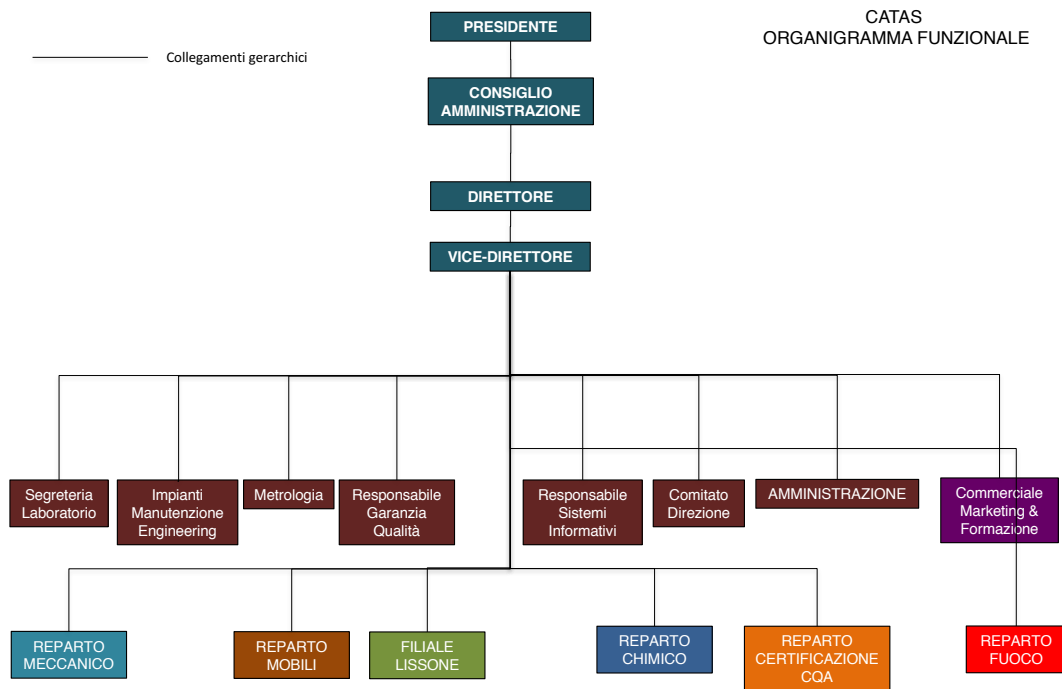 CATAS
ORGANIGRAMMA FUNZIONALE
Collegamenti gerarchici
PRESIDENTE
CONSIGLIO
AMMINISTRAZIONE
DIRETTORE
VICE-DIRETTORE
Segreteria
Laboratorio
Impianti
Manutenzione
Engineering
Metrologia
Responsabile
Garanzia
Qualità
Responsabile
Sistemi
Informativi
Comitato
Direzione
AMMINISTRAZIONE
Commerciale
Marketing &
Formazione
REPARTO
MECCANICO
REPARTO
MOBILI
FILIALE
LISSONE
REPARTO
CHIMICO
REPARTO
CERTIFICAZIONE
CQA
REPARTO
FUOCO